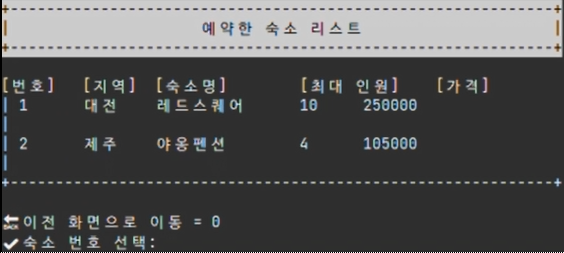 예약한 숙소 리스트
[번호] [지역] [숙소명] [최대 인원] [가격]
1 대전 레드스퀘어 10 250000
2 제주 야옹펜션 4 105000
BACK 이전 화면으로 이동 = 0
✔숙소 번호 선택: